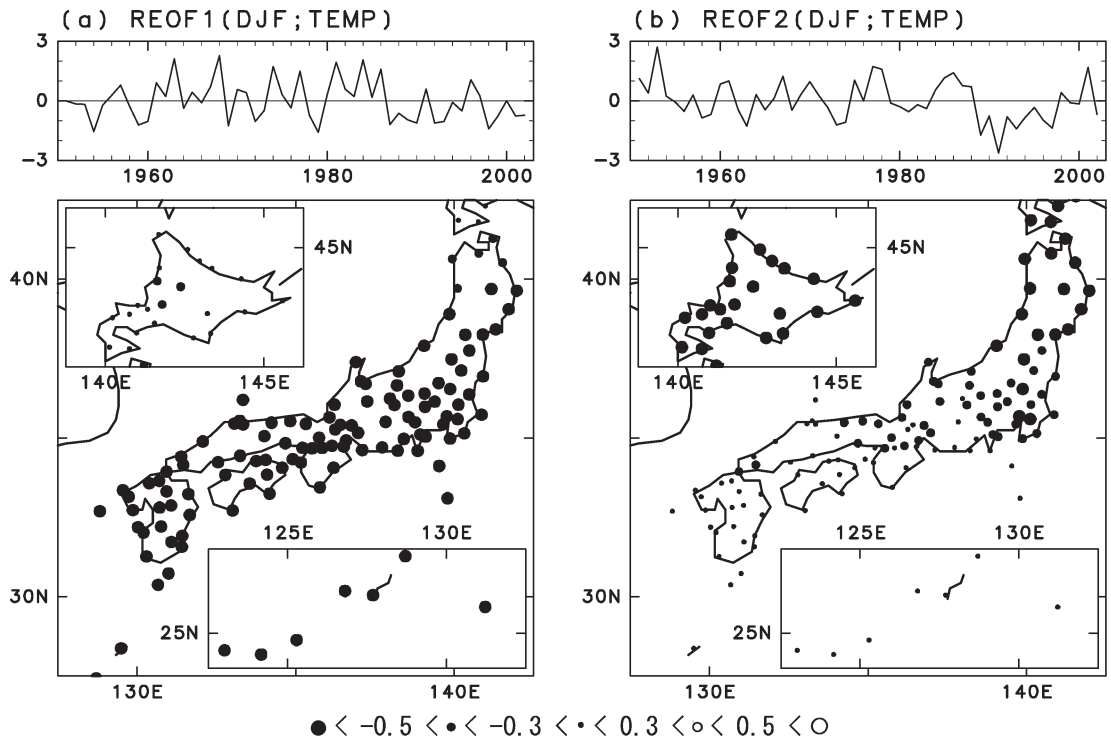 (a) REOF1(DJF;TEMP)
3
0
-3
1960 1980 2000
45N
40N
140E 145E
125E 130E
30N
25N
130E 140E
(b) REOF2(DJF;TEMP)
3
0
-3
1960 1980 2000
45N
40N
140E 145E
125E 130E
30N
25N
130E 140E
● < -0.5 < ● < -0.3 < • < 0.3 < ○ < 0.5 < ○